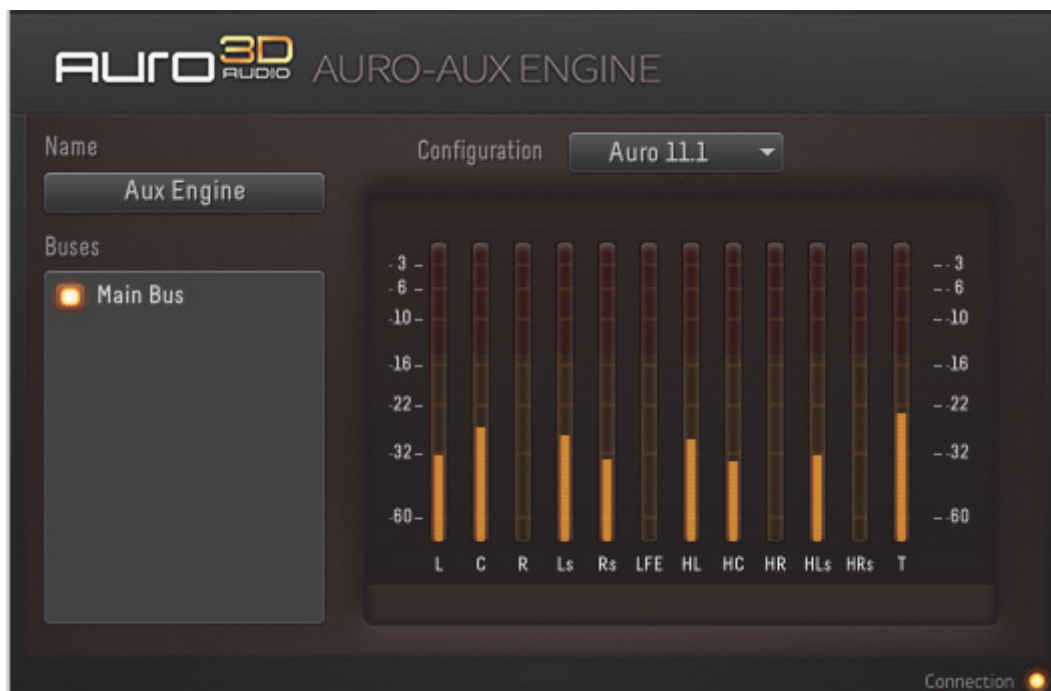 AURO 3D AUDIO AURO-AUX ENGINE
Name
Configuration Auro 11.1
Aux Engine
Buses
Main Bus
-3 - - -3
-6 - - -6
-10 - - -10
-16 - - -16
-22 - - -22
-32 - - -32
-60 - - -60
L C R Ls Rs LFE HL HC HR HLs HRs T
Connection